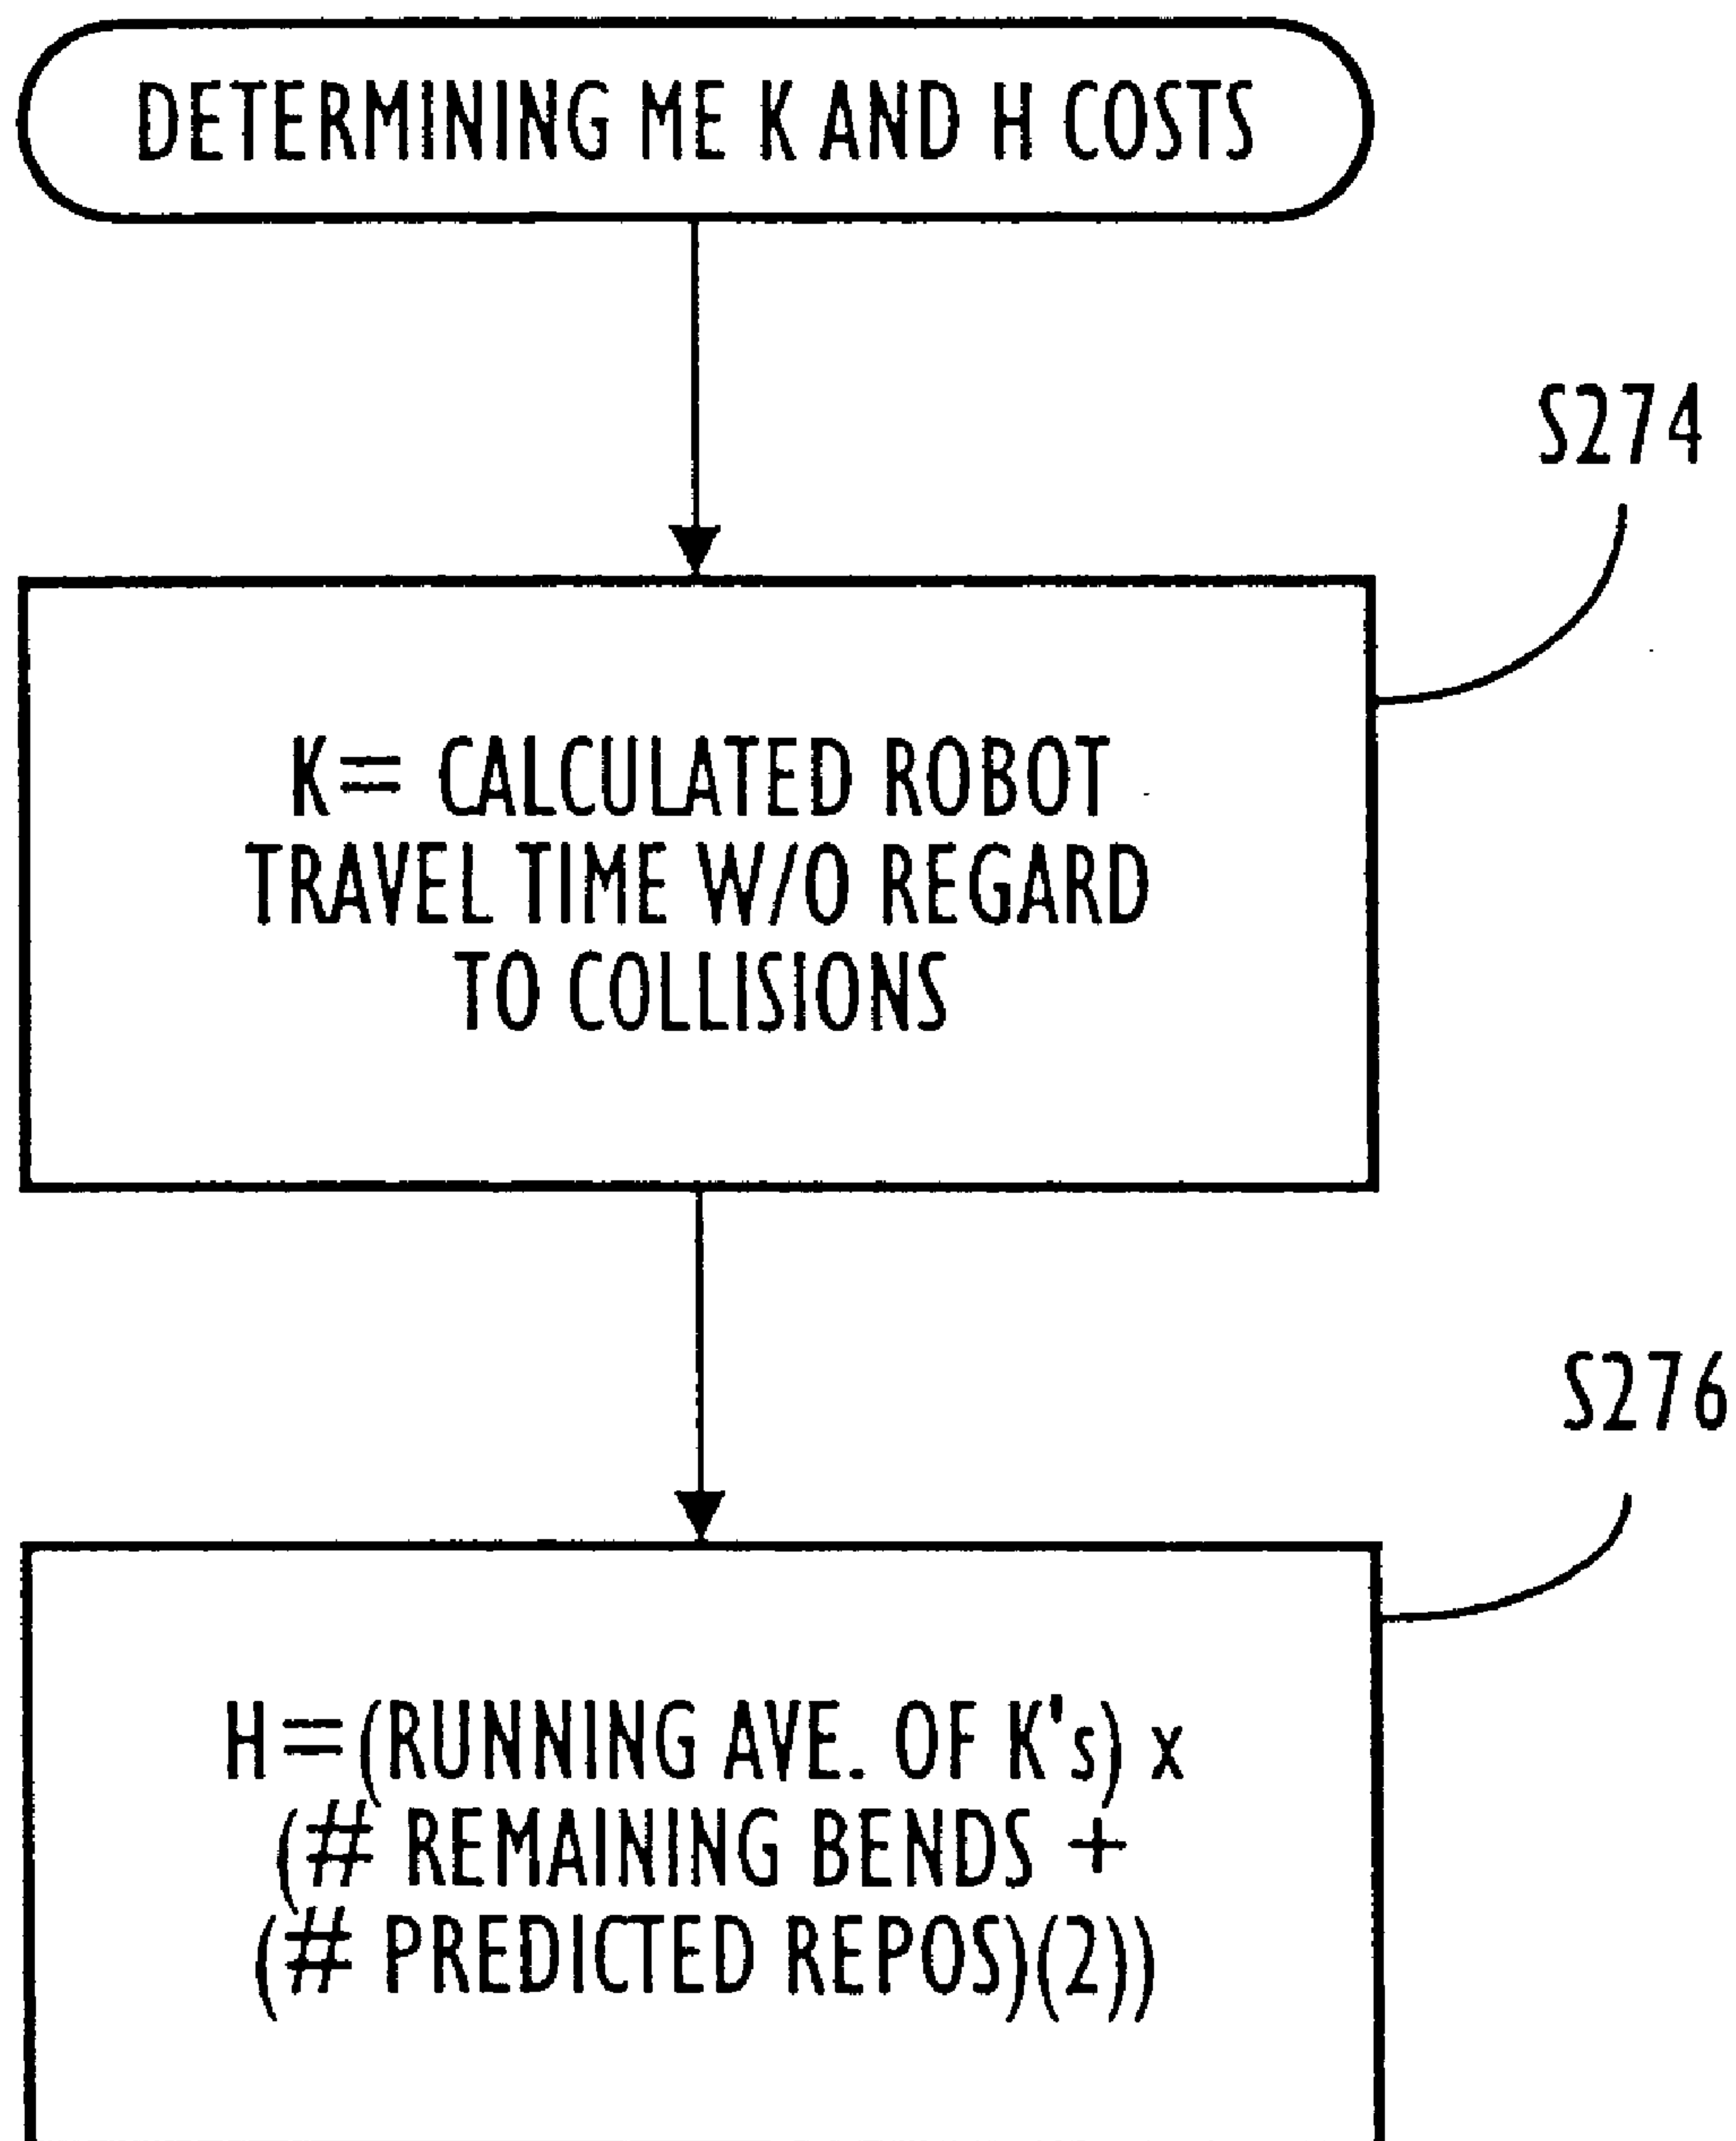 DETERMINING ME K AND H COSTS
S274
K= CALCULATED ROBOT
TRAVEL TIME W/O REGARD
TO COLLISIONS
S276
H=(RUNNING AVE. OF K's) x
(# REMAINING BENDS +
(# PREDICTED REPOS)(2))